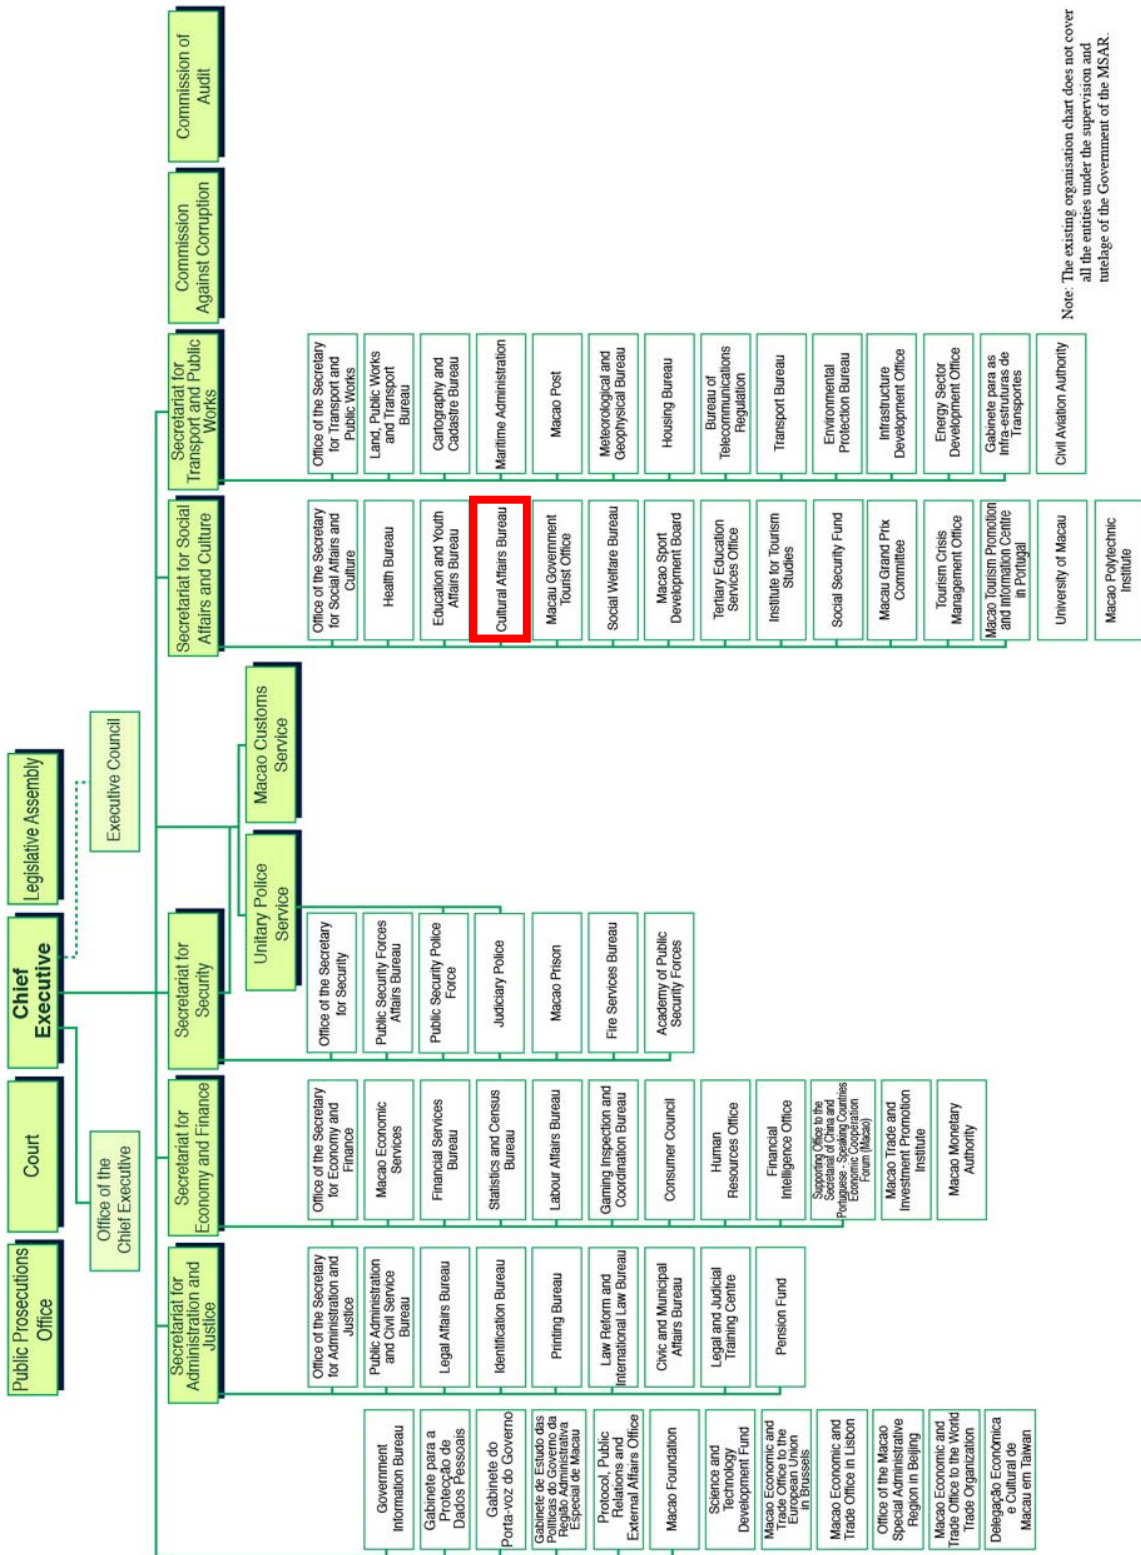 Public Prosecutions
Office
Court
Chief
Executive
Legislative Assembly
Office of the
Chief Executive
Executive Council
Secretariat for
Administration and
Justice
Secretariat for
Economy and Finance
Secretariat for
Security
Secretariat for Social
Affairs and Culture
Secretariat for
Transport and Public
Works
Commission
Against Corruption
Commission of
Audit
Unitary Police
Service
Macao Customs
Service
Government
Information Bureau
Gabinete para a
Protecção de
Dados Pessoais
Gabinete do
Porta-voz do Governo
Gabinete de Estudo das
Políticas do Governo da
Região Administrativa
Especial de Macau
Protocol, Public
Relations and
External Affairs Office
Macao Foundation
Science and
Technology
Development Fund
Macao Economic and
Trade Office to the
European Union
in Brussels
Macao Economic and
Trade Office in Lisbon
Office of the Macao
Special Administrative
Region in Beijing
Macao Economic and
Trade Office to the World
Trade Organization
Delegação Económica
e Cultural de
Macau em Taiwan
Office of the Secretary
for Administration and
Justice
Public Administration
and Civil Service
Bureau
Legal Affairs Bureau
Identification Bureau
Printing Bureau
Law Reform and
International Law Bureau
Civic and Municipal
Affairs Bureau
Legal and Judicial
Training Centre
Pension Fund
Office of the Secretary
for Economy and
Finance
Macao Economic
Services
Financial Services
Bureau
Statistics and Census
Bureau
Labour Affairs Bureau
Gaming Inspection and
Coordination Bureau
Consumer Council
Human
Resources Office
Financial
Intelligence Office
Supporting Office to the
Secretariat of China and
Portuguese - Speaking Countries
Economic Cooperation
Forum (Macao)
Macao Trade and
Investment Promotion
Institute
Macao Monetary
Authority
Office of the Secretary
for Security
Public Security Forces
Affairs Bureau
Public Security Police
Force
Judiciary Police
Macao Prison
Fire Services Bureau
Academy of Public
Security Forces
Office of the Secretary
for Social Affairs and
Culture
Health Bureau
Education and Youth
Affairs Bureau
Cultural Affairs Bureau
Macau Government
Tourist Office
Social Welfare Bureau
Macao Sport
Development Board
Tertiary Education
Services Office
Institute for Tourism
Studies
Social Security Fund
Macau Grand Prix
Committee
Tourism Crisis
Management Office
Macao Tourism Promotion
and Information Centre
in Portugal
University of Macau
Macao Polytechnic
Institute
Office of the Secretary
for Transport and
Public Works
Land, Public Works
and Transport
Bureau
Cartography and
Cadastre Bureau
Maritime Administration
Macao Post
Meteorological and
Geophysical Bureau
Housing Bureau
Bureau of
Telecommunications
Regulation
Transport Bureau
Environmental
Protection Bureau
Infrastructure
Development Office
Energy Sector
Development Office
Gabinete para as
Infra-estruturas de
Transportes
Civil Aviation Authority
Note: The existing organisation chart does not cover
all the entities under the supervision and
tutelage of the Government of the MSAR.